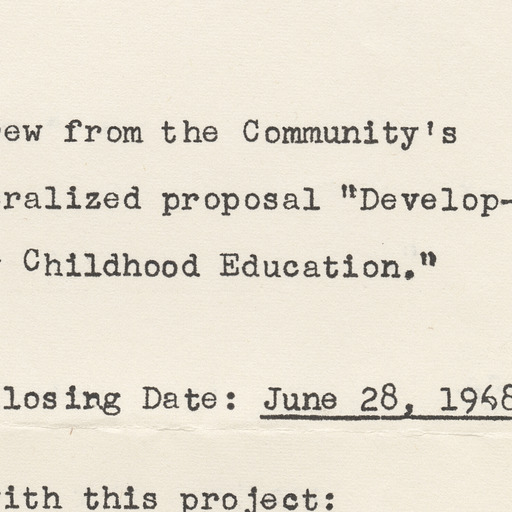 ew from the Community's
ralized proposal "Develop-
Childhood Education."
losing Date: June 28, 1968
ith this project: